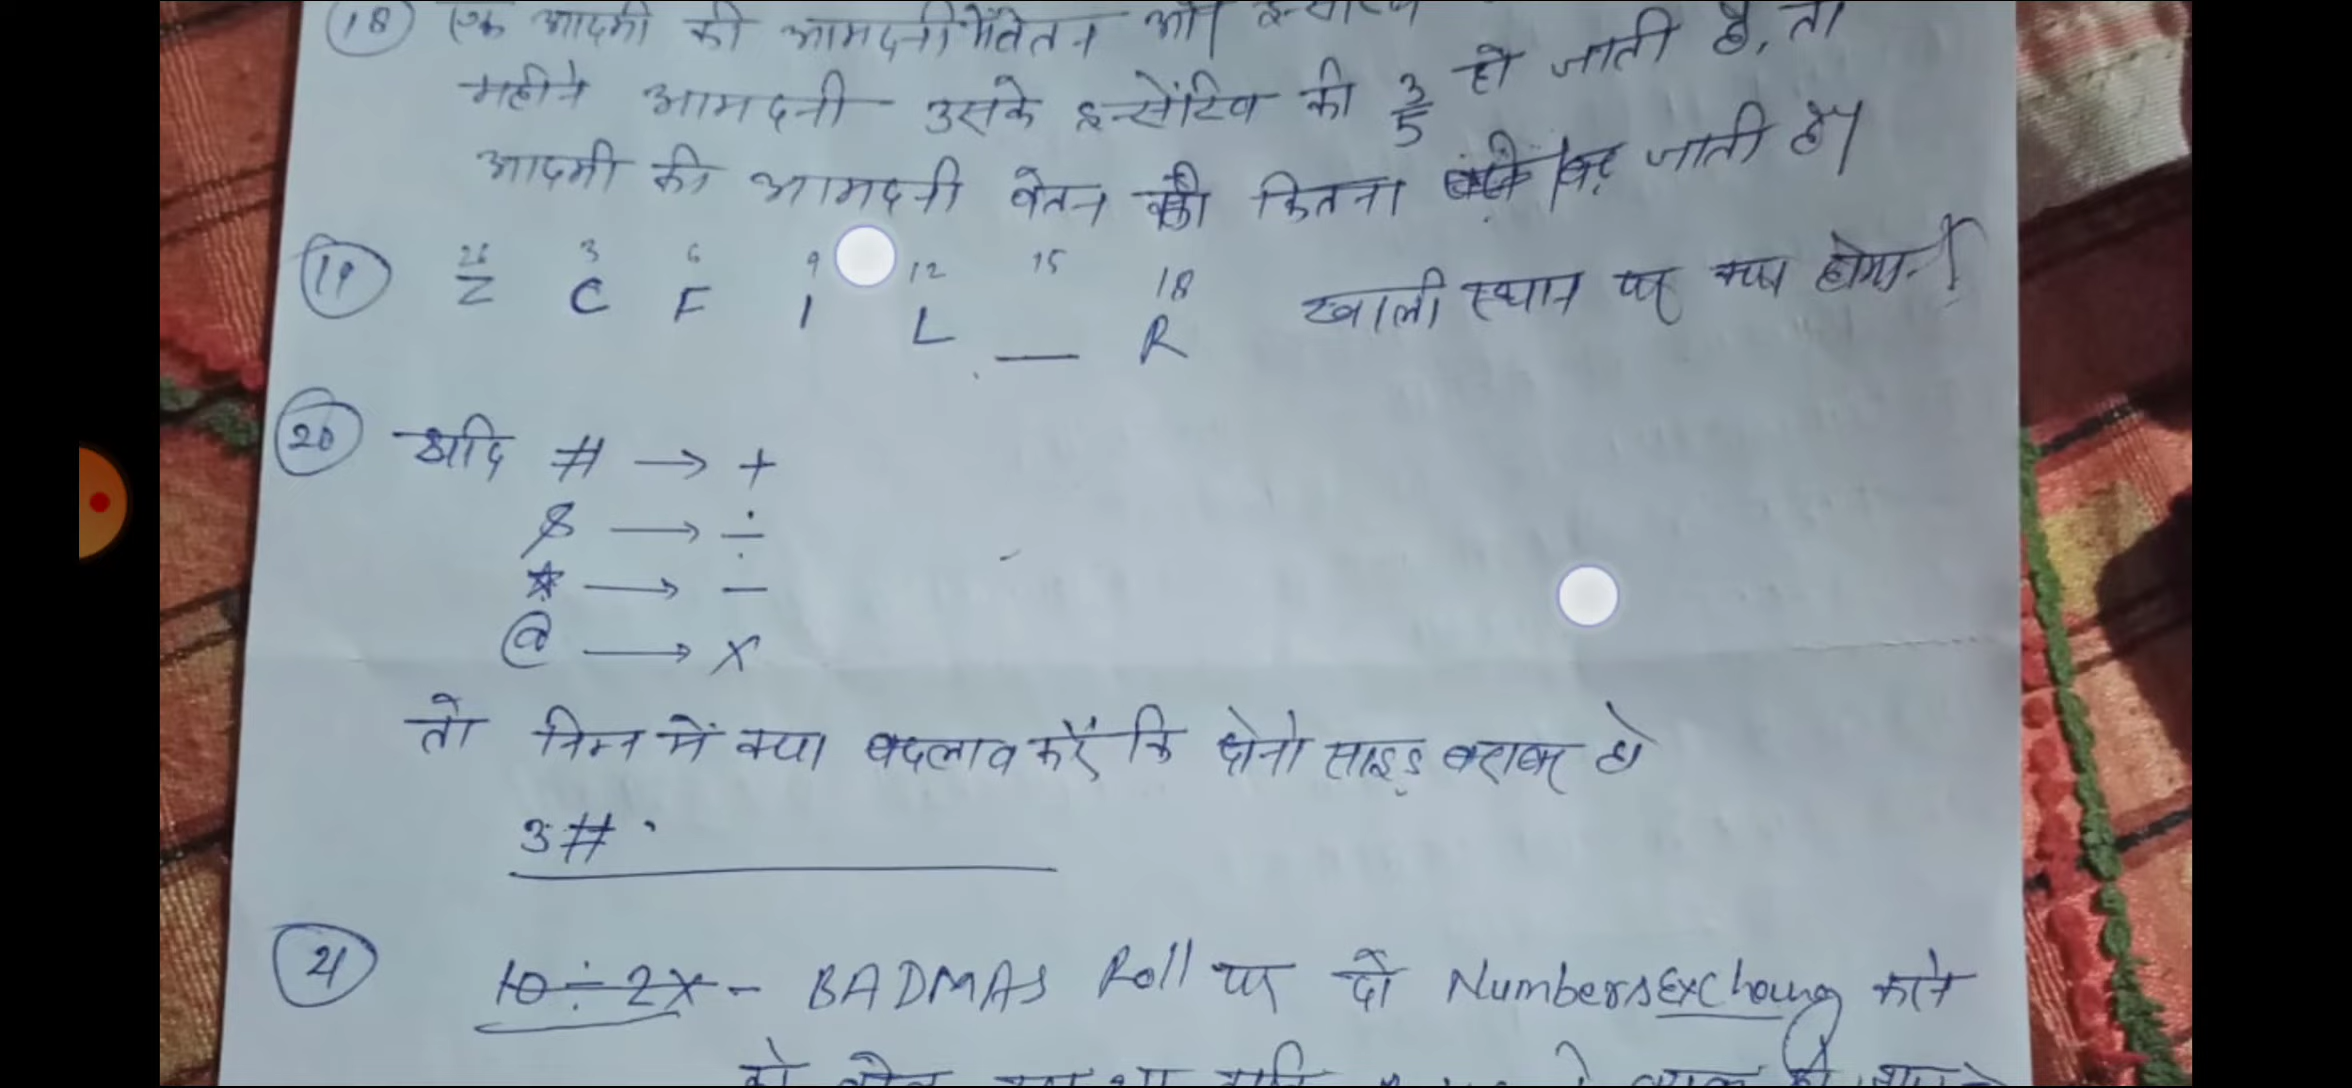 (18) एक आदमी की आमदनी में वेतन और
महीने आमदनी उसके इन्सेंटिव की 3/5 हो जाती है, तो
आदमी की आमदनी वेतन की कितना जाती है।
(19) 26 3 6 9 12 15 18
Z C F I L __ R खाली स्थान पर क्या होगा?
(20) यदि # → +
$ → ÷
* → –
@ → ×
तो निम्न में क्या बदलाव करें कि दोनो साइड बराबर हो
3#
(21) 10 ÷ 2x – BADMAS Roll पर दो Numbers Exchang करने